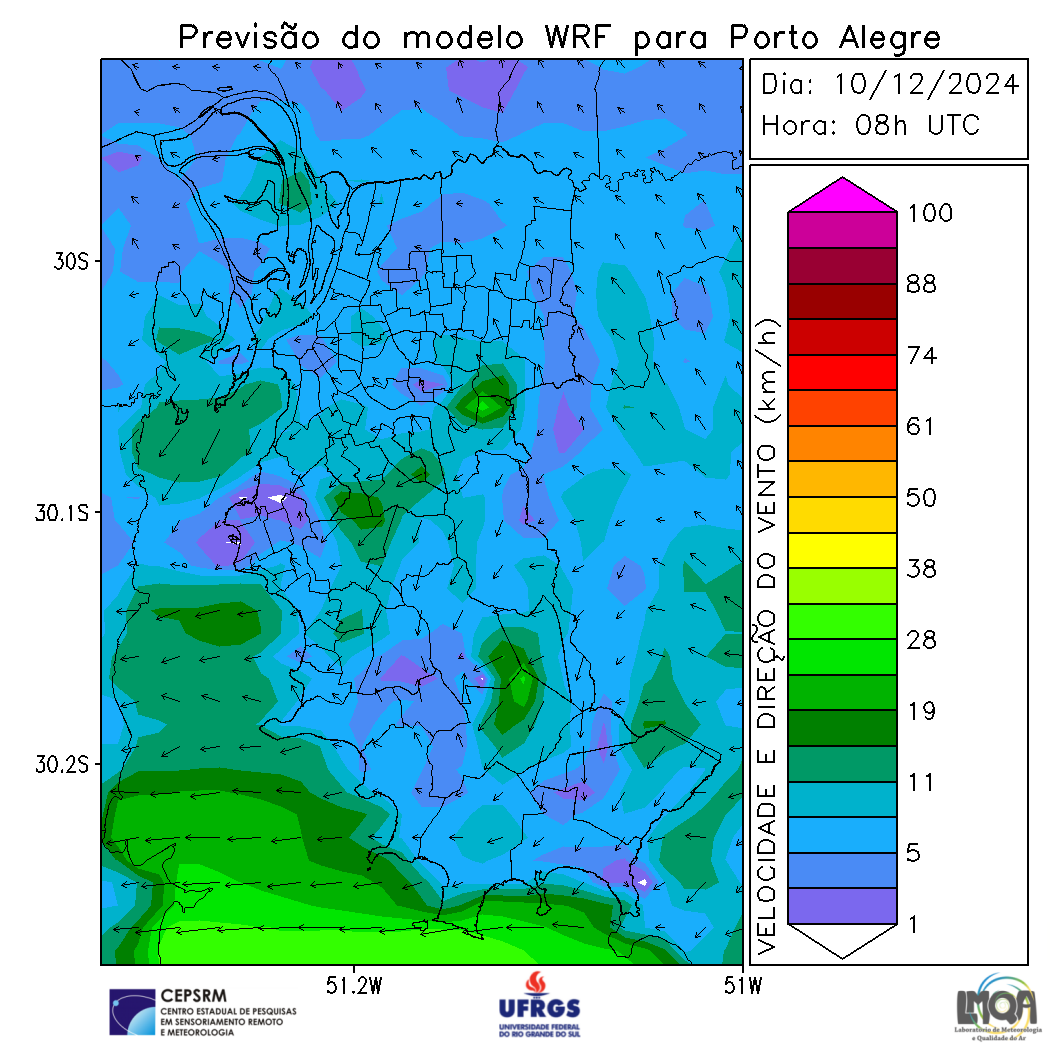 Previsão do modelo WRF para Porto Alegre
Dia: 10/12/2024
Hora: 08h UTC
30S
30.1S
30.2S
51.2W
51W
VELOCIDADE E DIREÇÃO DO VENTO (km/h)
100
88
74
61
50
38
28
19
11
5
1
CEPSRM
CENTRO ESTADUAL DE PESQUISAS
EM SENSORIAMENTO REMOTO
E METEOROLOGIA
UFRGS
UNIVERSIDADE FEDERAL
DO RIO GRANDE DO SUL
LMQA
Laboratório de Meteorologia
e Qualidade do Ar